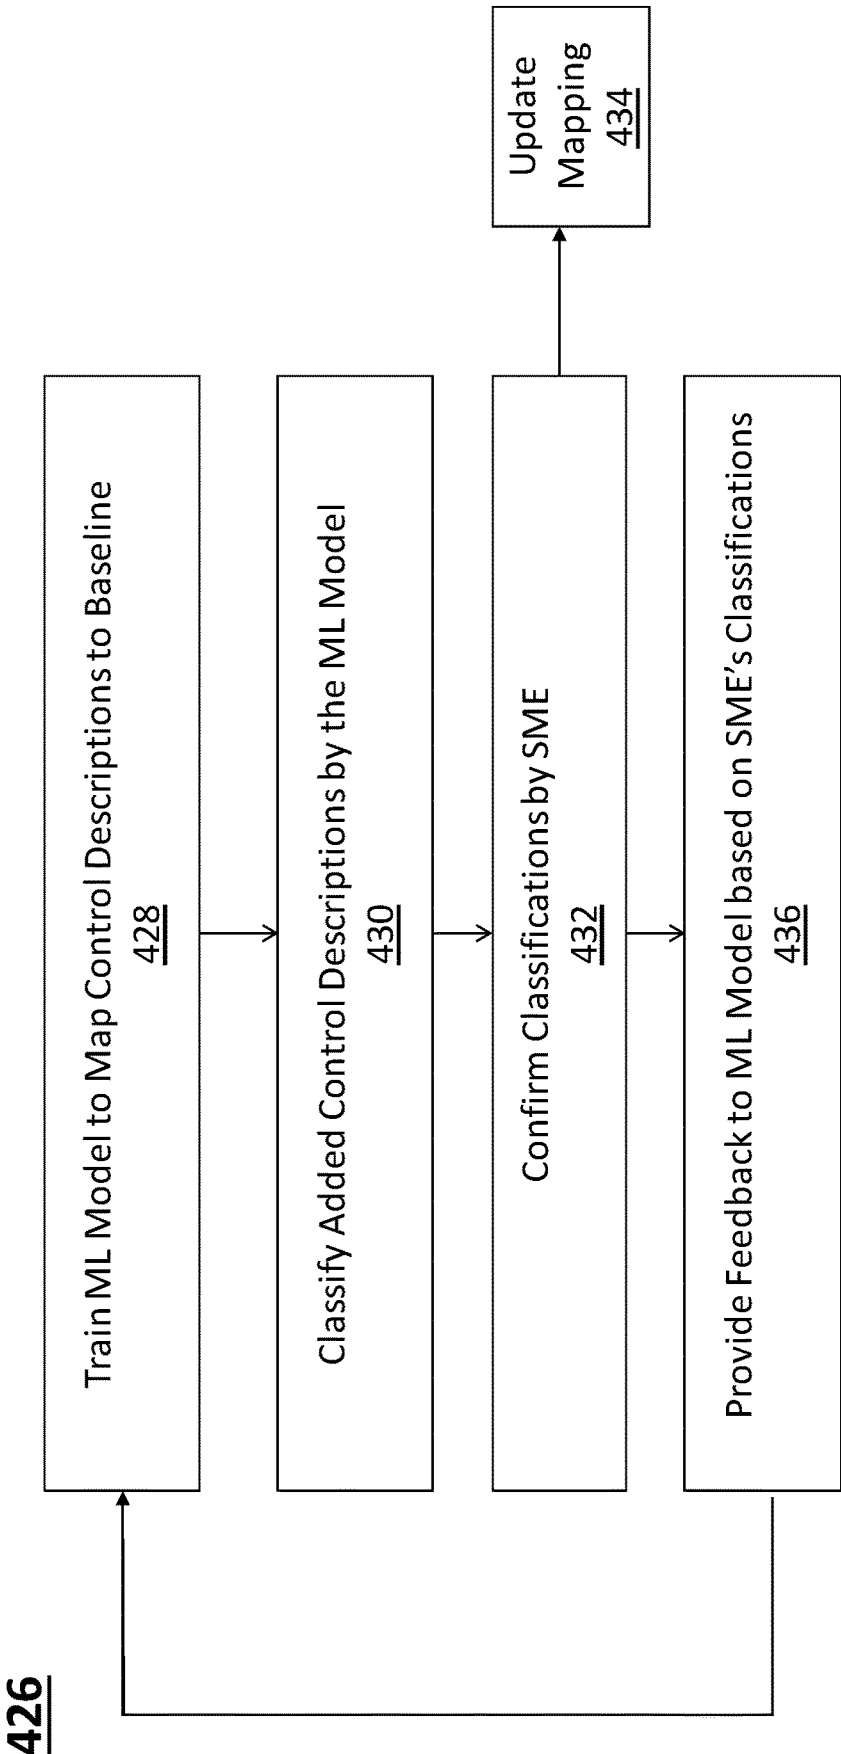 426
Train ML Model to Map Control Descriptions to Baseline
428
Classify Added Control Descriptions by the ML Model
430
Confirm Classifications by SME
432
Update
Mapping
434
Provide Feedback to ML Model based on SME's Classifications
436